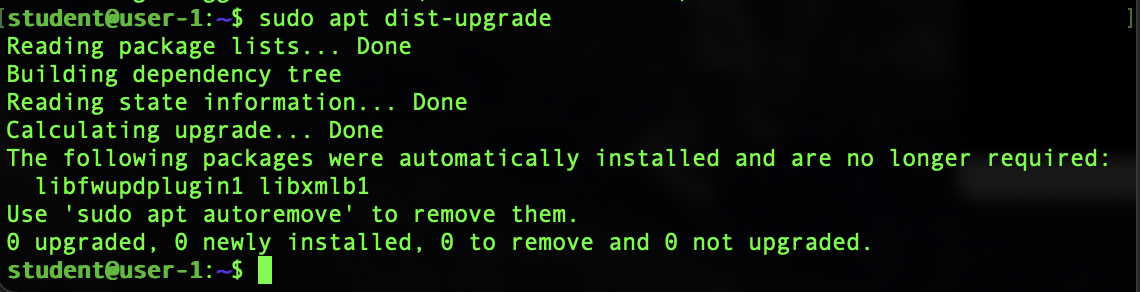 [student@user-1:~$ sudo apt dist-upgrade ]
Reading package lists... Done
Building dependency tree
Reading state information... Done
Calculating upgrade... Done
The following packages were automatically installed and are no longer required:
  libfwupdplugin1 libxmlb1
Use 'sudo apt autoremove' to remove them.
0 upgraded, 0 newly installed, 0 to remove and 0 not upgraded.
student@user-1:~$